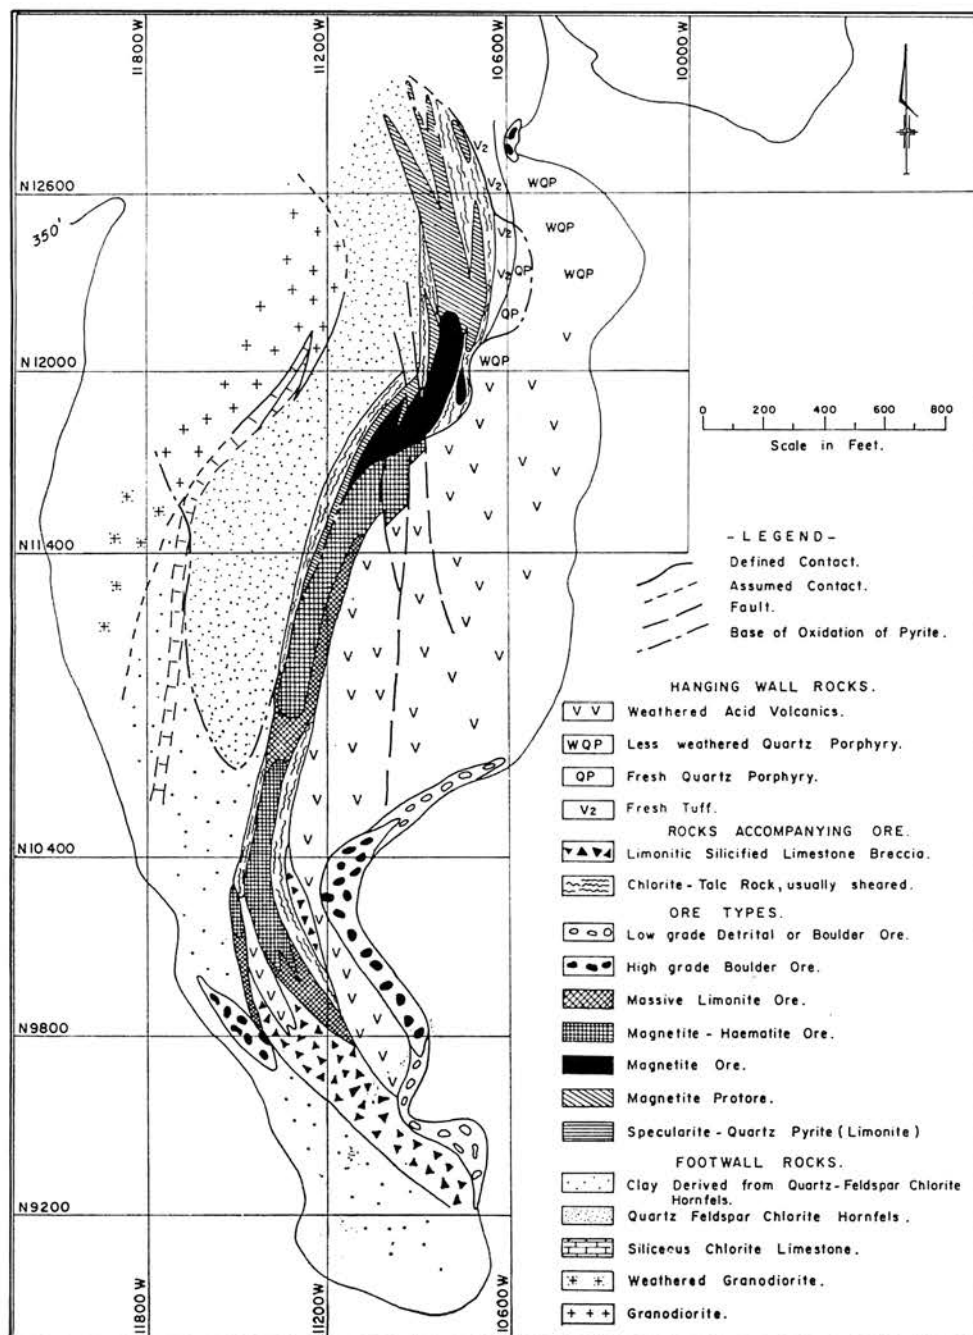 11800W
11200W
10600W
10000W
N12600
350'
N12000
N11400
N10400
N9800
N9200
11800W
11200W
10600W
V2
V2
WQP
V2
WQP
V2
QP
WQP
QP
WQP
0 200 400 600 800
Scale in Feet.
- LEGEND -
Defined Contact.
Assumed Contact.
Fault.
Base of Oxidation of Pyrite.
HANGING WALL ROCKS.
V V Weathered Acid Volcanics.
WQP Less weathered Quartz Porphyry.
QP Fresh Quartz Porphyry.
V2 Fresh Tuff.
ROCKS ACCOMPANYING ORE.
Limonitic Silicified Limestone Breccia.
Chlorite-Talc Rock, usually sheared.
ORE TYPES.
Low grade Detrital or Boulder Ore.
High grade Boulder Ore.
Massive Limonite Ore.
Magnetite-Haematite Ore.
Magnetite Ore.
Magnetite Protore.
Specularite-Quartz Pyrite (Limonite)
FOOTWALL ROCKS.
Clay Derived from Quartz-Feldspar Chlorite
Hornfels.
Quartz Feldspar Chlorite Hornfels.
Siliceous Chlorite Limestone.
Weathered Granodiorite.
Granodiorite.